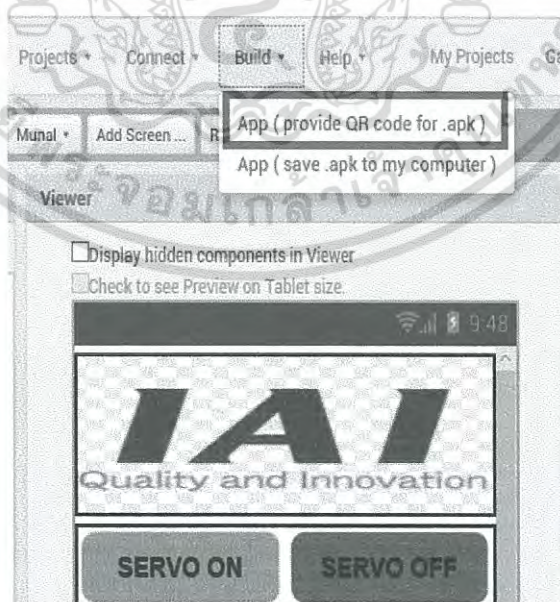 Projects Connect Build Help My Projects Ga
App ( provide QR code for .apk )
Munal Add Screen ... R
App ( save .apk to my computer )
Viewer
Display hidden components in Viewer
Check to see Preview on Tablet size.
9:48
IAI
Quality and Innovation
SERVO ON SERVO OFF